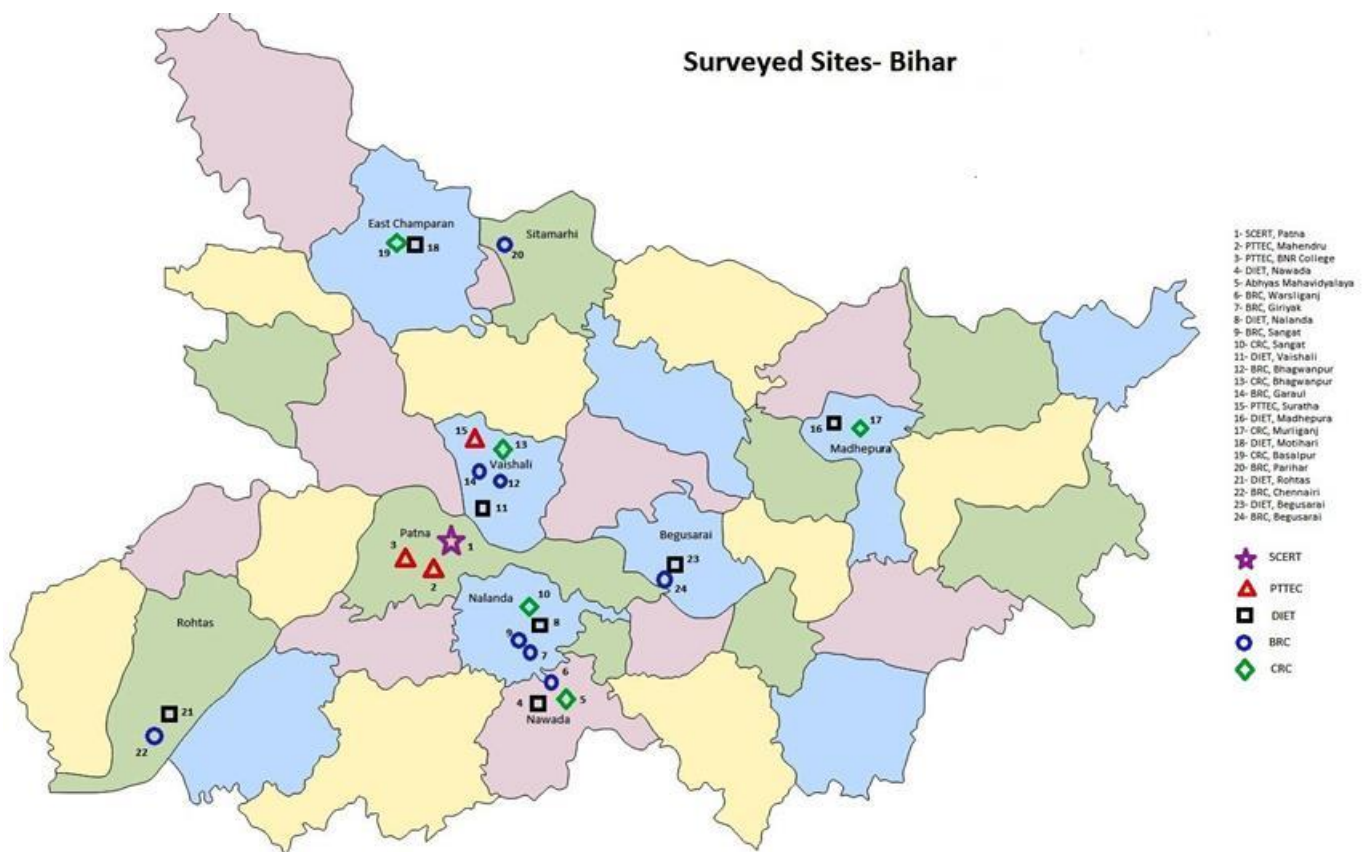 Surveyed Sites- Bihar
East Champaran
19
18
Sitamarhi
20
1- SCERT, Patna
2- PTTEC, Mahendru
3- PTTEC, BNR College
4- DIET, Nawada
5- Abhyas Mahavidyalaya
6- BRC, Warsliganj
7- BRC, Giriyak
8- DIET, Nalanda
9- BRC, Sangat
10- CRC, Sangat
11- DIET, Vaishali
12- BRC, Bhagwanpur
13- CRC, Bhagwanpur
14- BRC, Garaul
15- PTTEC, Suratha
16- DIET, Madhepura
17- CRC, Murliganj
18- DIET, Motihari
19- CRC, Basalpur
20- BRC, Parihar
21- DIET, Rohtas
22- BRC, Chennairi
23- DIET, Begusarai
24- BRC, Begusarai
15
13
Vaishali
14
12
11
16
17
Madhepura
Patna
3
1
2
Begusarai
23
24
Nalanda
10
8
9
7
6
4
5
Nawada
Rohtas
21
22
SCERT
PTTEC
DIET
BRC
CRC